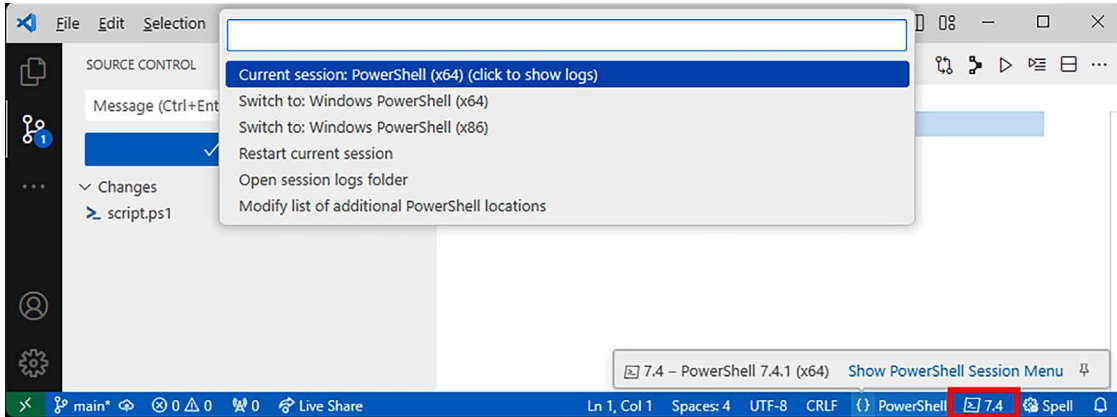 File Edit Selection
SOURCE CONTROL
Message (Ctrl+Ent
1
Changes
script.ps1
Current session: PowerShell (x64) (click to show logs)
Switch to: Windows PowerShell (x64)
Switch to: Windows PowerShell (x86)
Restart current session
Open session logs folder
Modify list of additional PowerShell locations
7.4 – PowerShell 7.4.1 (x64) Show PowerShell Session Menu
main* 0 0 0 Live Share Ln 1, Col 1 Spaces: 4 UTF-8 CRLF {} PowerShell 7.4 Spell